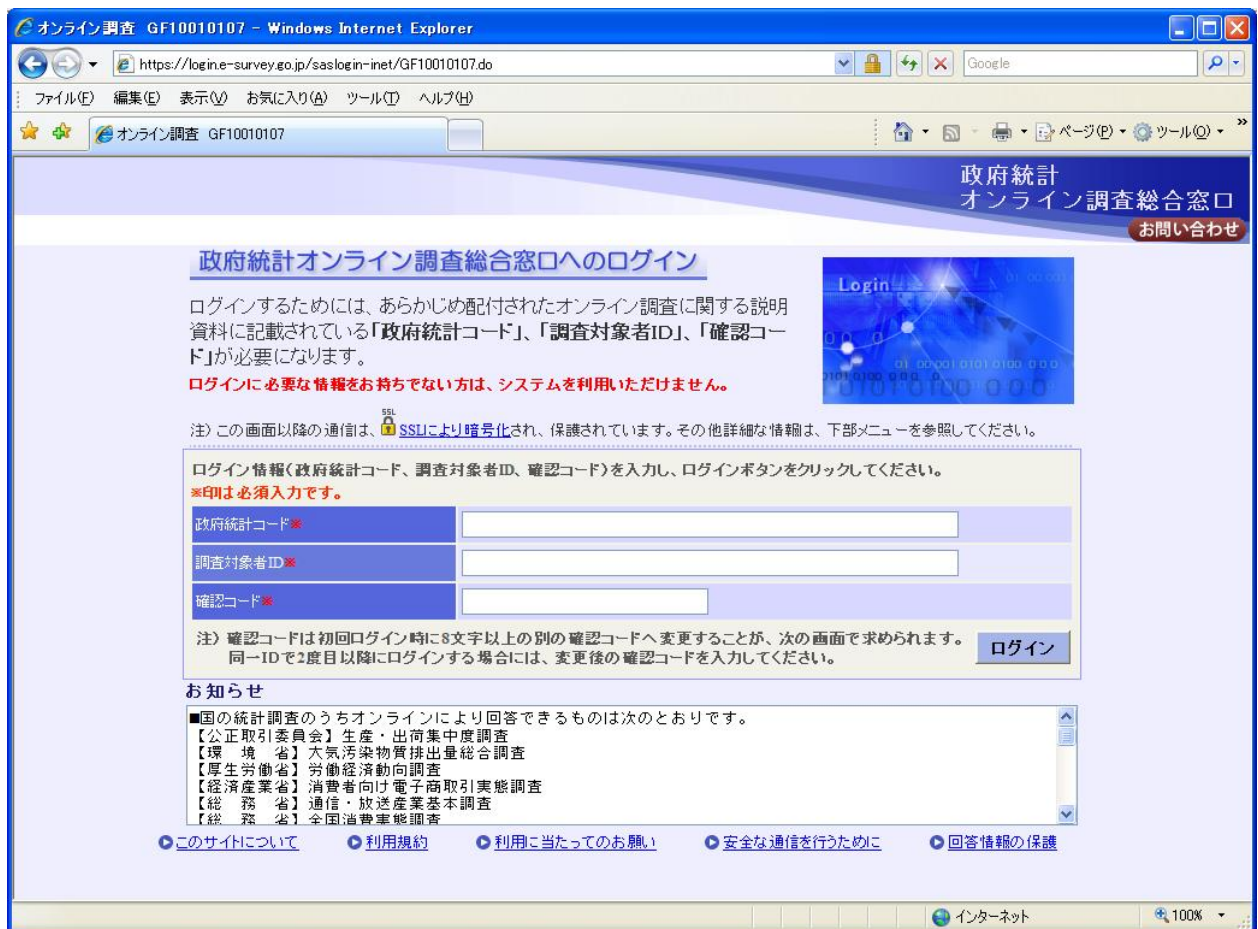 オンライン調査 GF10010107 - Windows Internet Explorer
https://login.e-survey.go.jp/saslogin-inet/GF10010107.do
Google
ファイル(F) 編集(E) 表示(V) お気に入り(A) ツール(T) ヘルプ(H)
オンライン調査 GF10010107
ページ(P) ツール(O)
政府統計
オンライン調査総合窓口
お問い合わせ
政府統計オンライン調査総合窓口へのログイン
Login
ログインするためには、あらかじめ配付されたオンライン調査に関する説明
資料に記載されている「政府統計コード」、「調査対象者ID」、「確認コー
ド」が必要になります。
ログインに必要な情報をお持ちでない方は、システムを利用いただけません。
SSL
注)この画面以降の通信は、SSLにより暗号化され、保護されています。その他詳細な情報は、下部メニューを参照してください。
ログイン情報(政府統計コード、調査対象者ID、確認コード)を入力し、ログインボタンをクリックしてください。
※印は必須入力です。
政府統計コード※
調査対象者ID※
確認コード※
注) 確認コードは初回ログイン時に8文字以上の別の確認コードへ変更することが、次の画面で求められます。
同一IDで2度目以降にログインする場合には、変更後の確認コードを入力してください。
ログイン
お知らせ
■国の統計調査のうちオンラインにより回答できるものは次のとおりです。
【公正取引委員会】生産・出荷集中度調査
【環 境 省】大気汚染物質排出量総合調査
【厚生労働省】労働経済動向調査
【経済産業省】消費者向け電子商取引実態調査
【総 務 省】通信・放送産業基本調査
【総 務 省】全国消費実態調査
このサイトについて 利用規約 利用に当たってのお願い 安全な通信を行うために 回答情報の保護
インターネット 100%